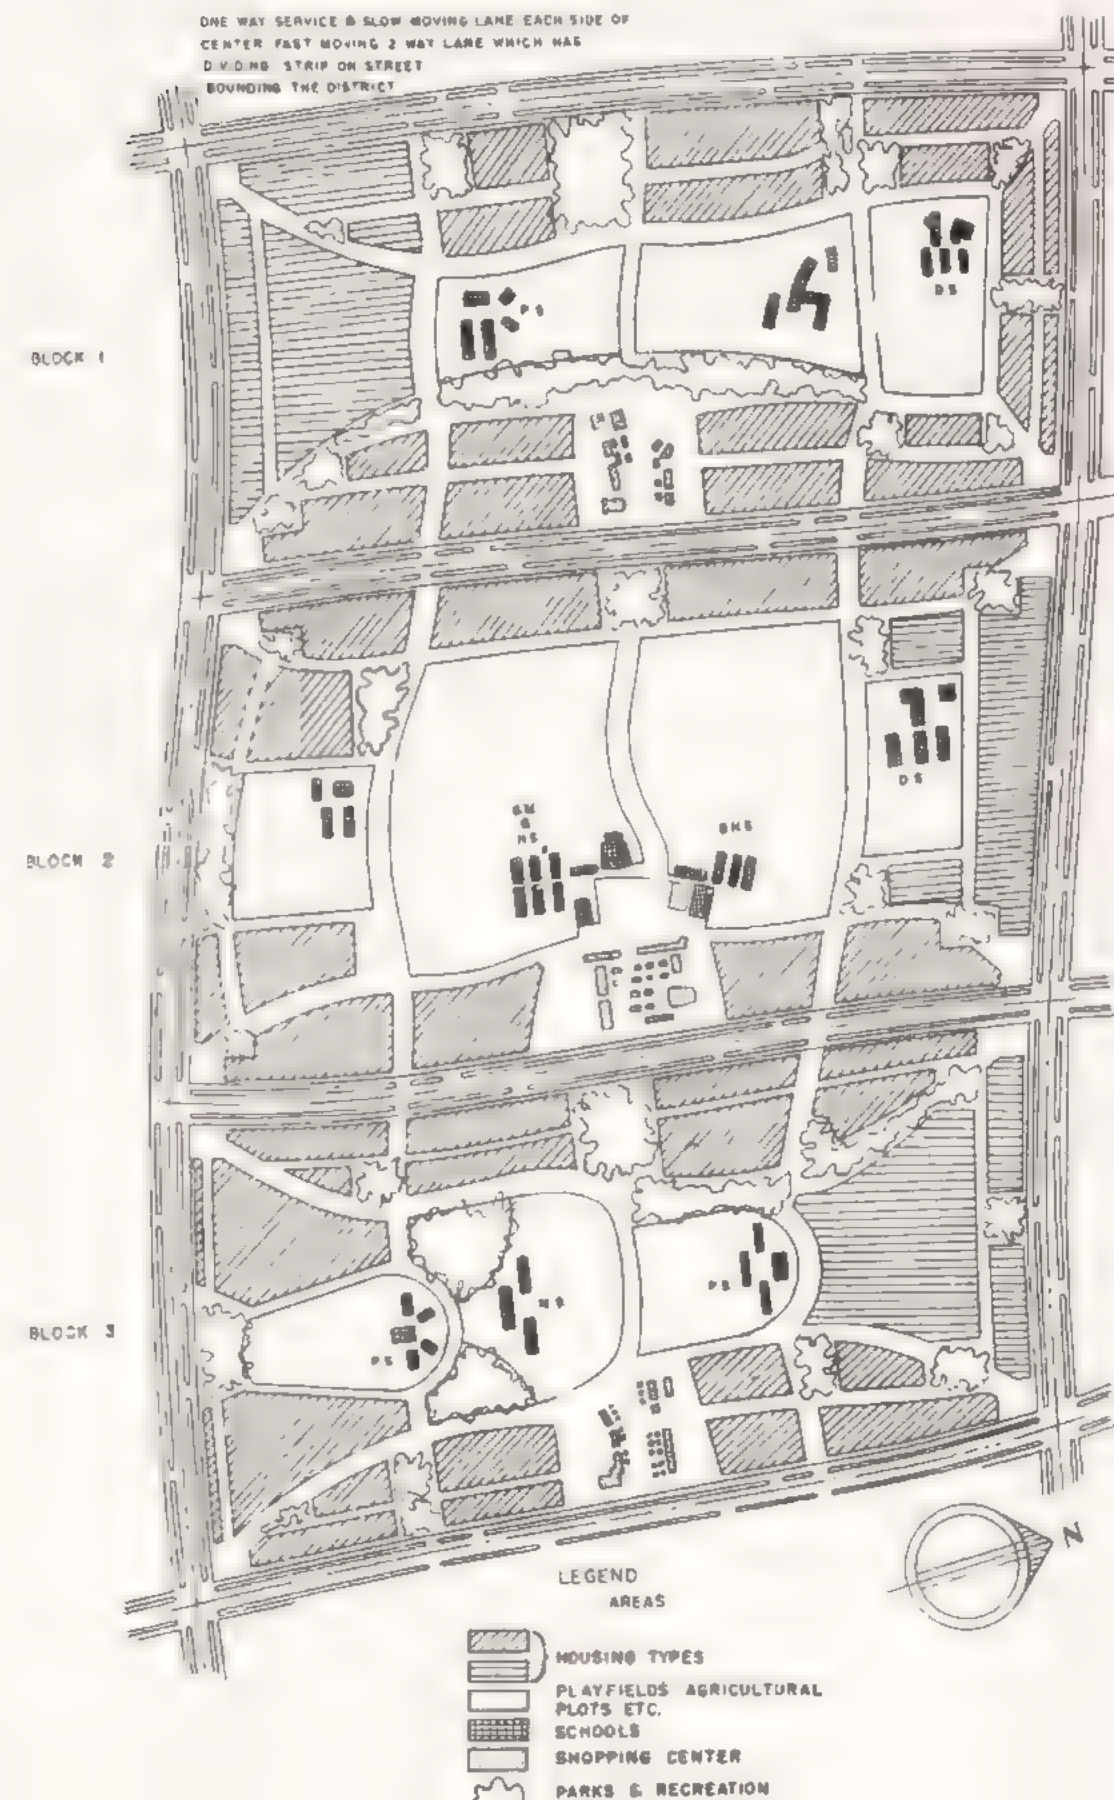 ONE WAY SERVICE & SLOW MOVING LANE EACH SIDE OF
CENTER FAST MOVING 2 WAY LANE WHICH HAS
D V D NG STRIP ON STREET
BOUNDING THE DISTRICT
P S
D S
BLOCK 1
D S
G M
&
H S
G H S
BLOCK 2
P S
H S
P S
BLOCK 3
N
LEGEND
AREAS
HOUSING TYPES
PLAYFIELDS AGRICULTURAL
PLOTS ETC.
SCHOOLS
SHOPPING CENTER
PARKS & RECREATION